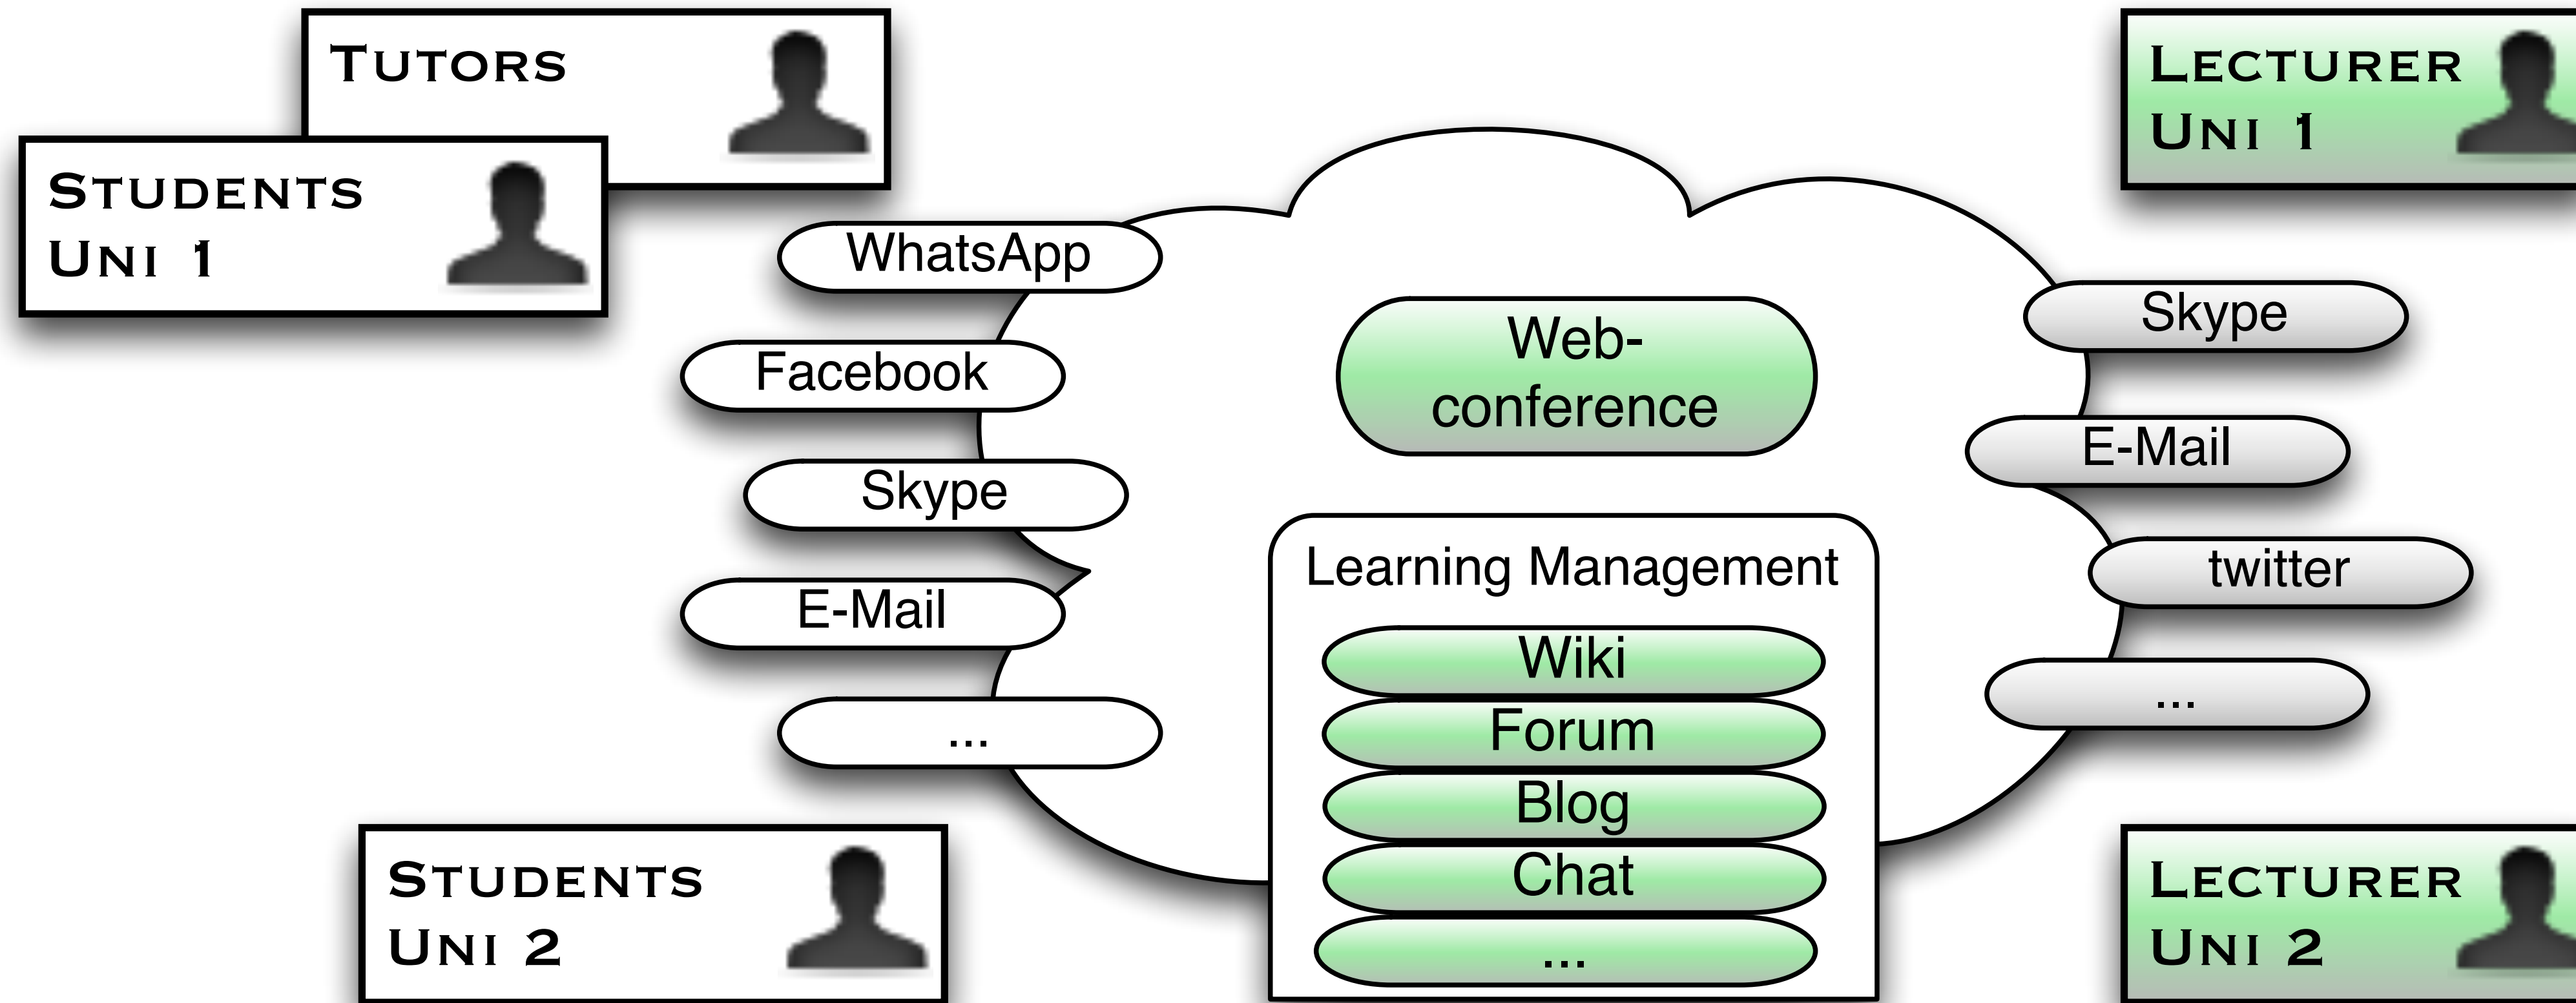 TUTORS
STUDENTS
UNI 1
LECTURER
UNI 1
WhatsApp
Facebook
Skype
E-Mail
...
Web-
conference
Learning Management
Wiki
Forum
Blog
Chat
...
Skype
E-Mail
twitter
...
STUDENTS
UNI 2
LECTURER
UNI 2